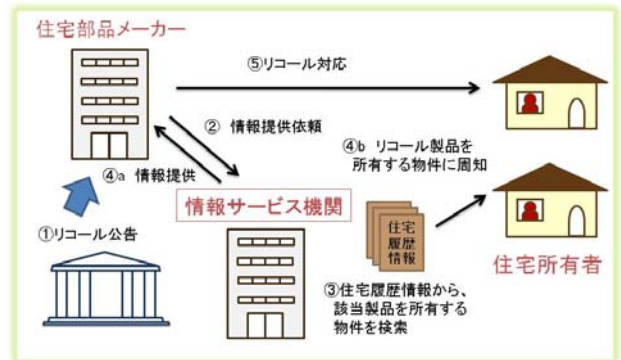 住宅部品メーカー
⑤リコール対応
② 情報提供依頼
④b リコール製品を
所有する物件に周知
④a 情報提供
情報サービス機関
①リコール公告
住宅
履歴
情報
住宅所有者
③住宅履歴情報から、
該当製品を所有する
物件を検索